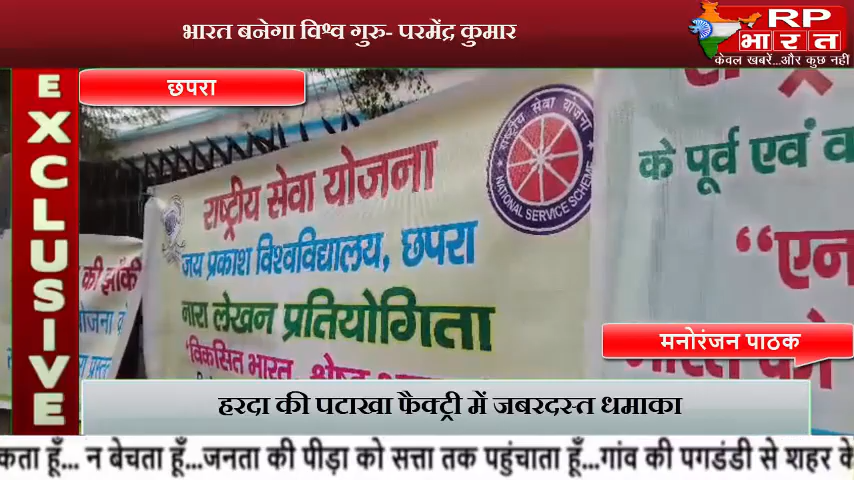 भारत बनेगा विश्व गुरु- परमेंद्र कुमार
RP
भारत
केवल खबरें...और कुछ नहीं
EXCLUSIVE
छपरा
राष्ट्रीय सेवा योजना
जय प्रकाश विश्वविद्यालय, छपरा
नारा लेखन प्रतियोगिता
"विकसित भारत,
राष्ट्रीय सेवा योजना
NATIONAL SERVICE SCHEME
की झाँकी
के पूर्व एवं
"एन
मनोरंजन पाठक
हरदा की पटाखा फैक्ट्री में जबरदस्त धमाका
कता हूँ... न बेचता हूँ...जनता की पीड़ा को सत्ता तक पहुंचाता हूँ...गांव की पगडंडी से शहर के